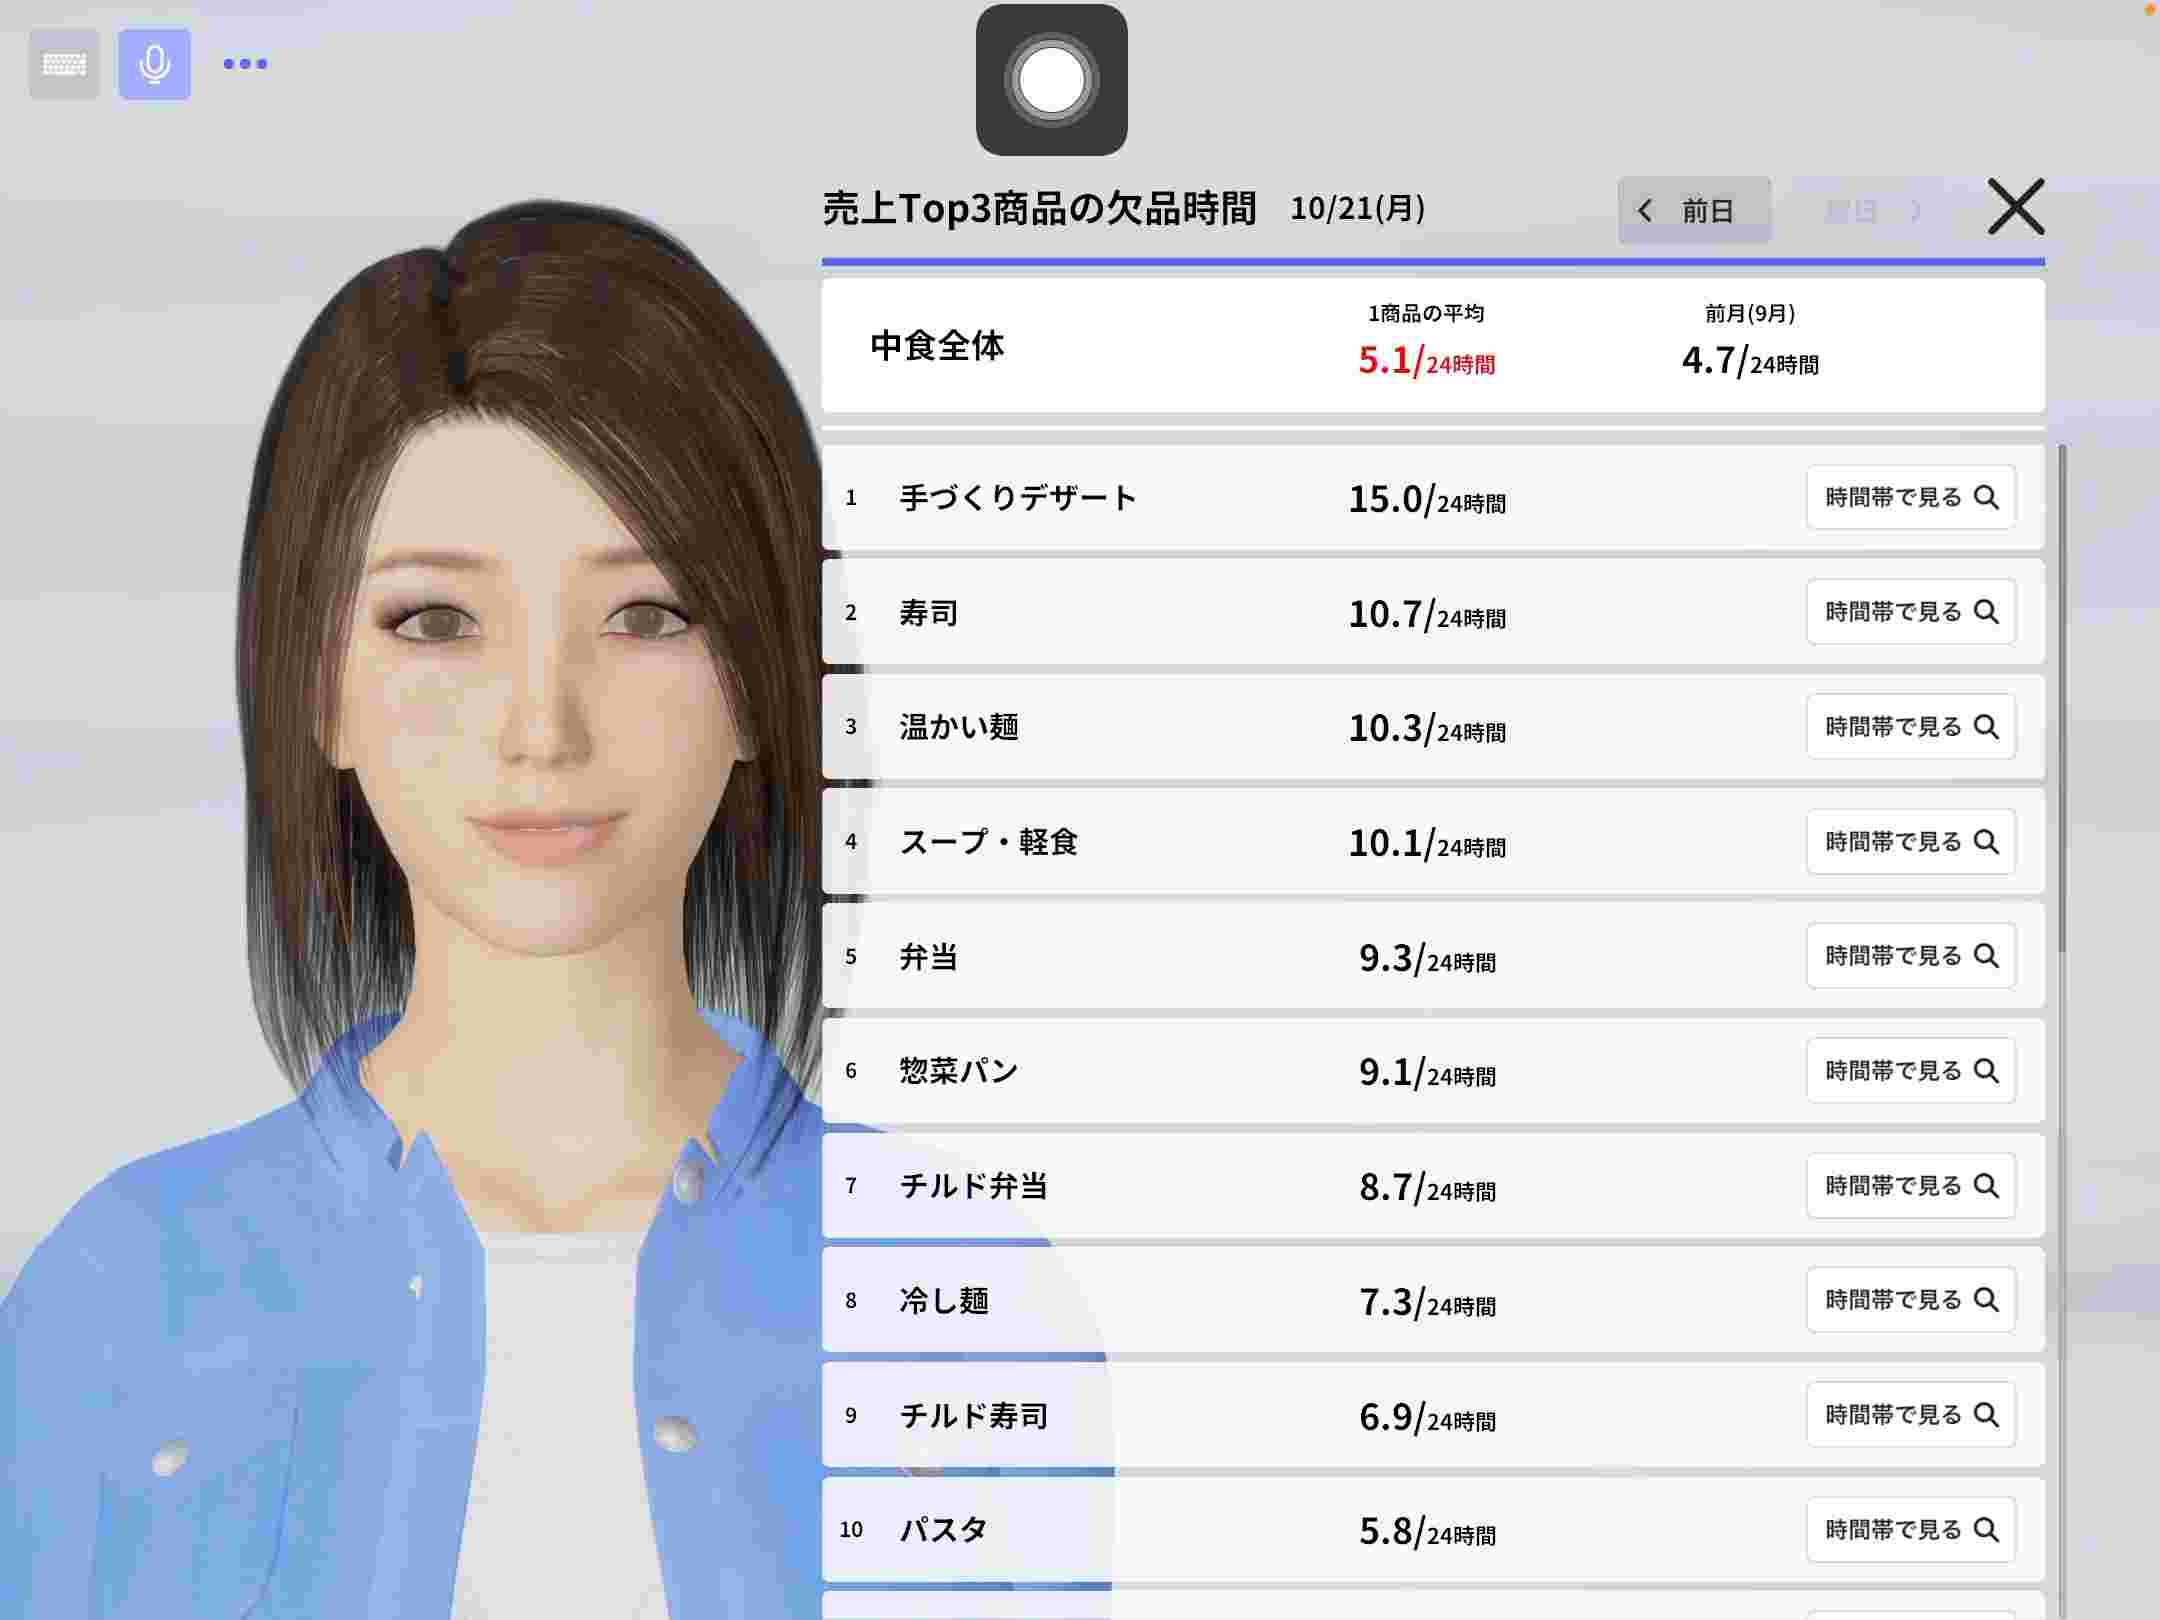 売上Top3商品の欠品時間 10/21(月) 前日 翌日
中食全体 1商品の平均 5.1/24時間 前月(9月) 4.7/24時間
1 手づくりデザート 15.0/24時間 時間帯で見る
2 寿司 10.7/24時間 時間帯で見る
3 温かい麺 10.3/24時間 時間帯で見る
4 スープ・軽食 10.1/24時間 時間帯で見る
5 弁当 9.3/24時間 時間帯で見る
6 惣菜パン 9.1/24時間 時間帯で見る
7 チルド弁当 8.7/24時間 時間帯で見る
8 冷し麺 7.3/24時間 時間帯で見る
9 チルド寿司 6.9/24時間 時間帯で見る
10 パスタ 5.8/24時間 時間帯で見る